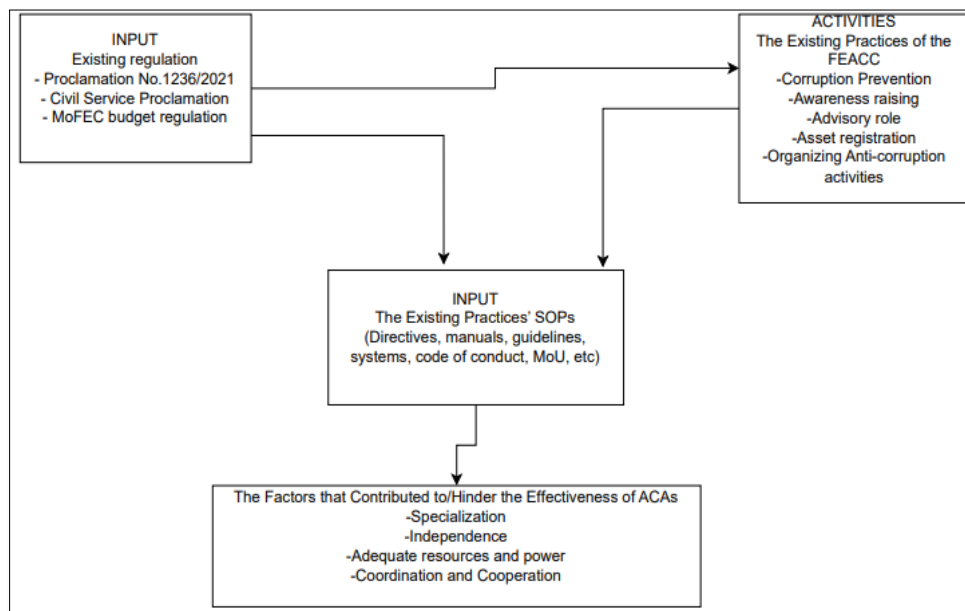 INPUT
Existing regulation
- Proclamation No.1236/2021
- Civil Service Proclamation
- MoFEC budget regulation
ACTIVITIES
The Existing Practices of the
FEACC
-Corruption Prevention
-Awareness raising
-Advisory role
-Asset registration
-Organizing Anti-corruption
activities
INPUT
The Existing Practices' SOPs
(Directives, manuals, guidelines,
systems, code of conduct, MoU, etc)
The Factors that Contributed to/Hinder the Effectiveness of ACAs
-Specialization
-Independence
-Adequate resources and power
-Coordination and Cooperation